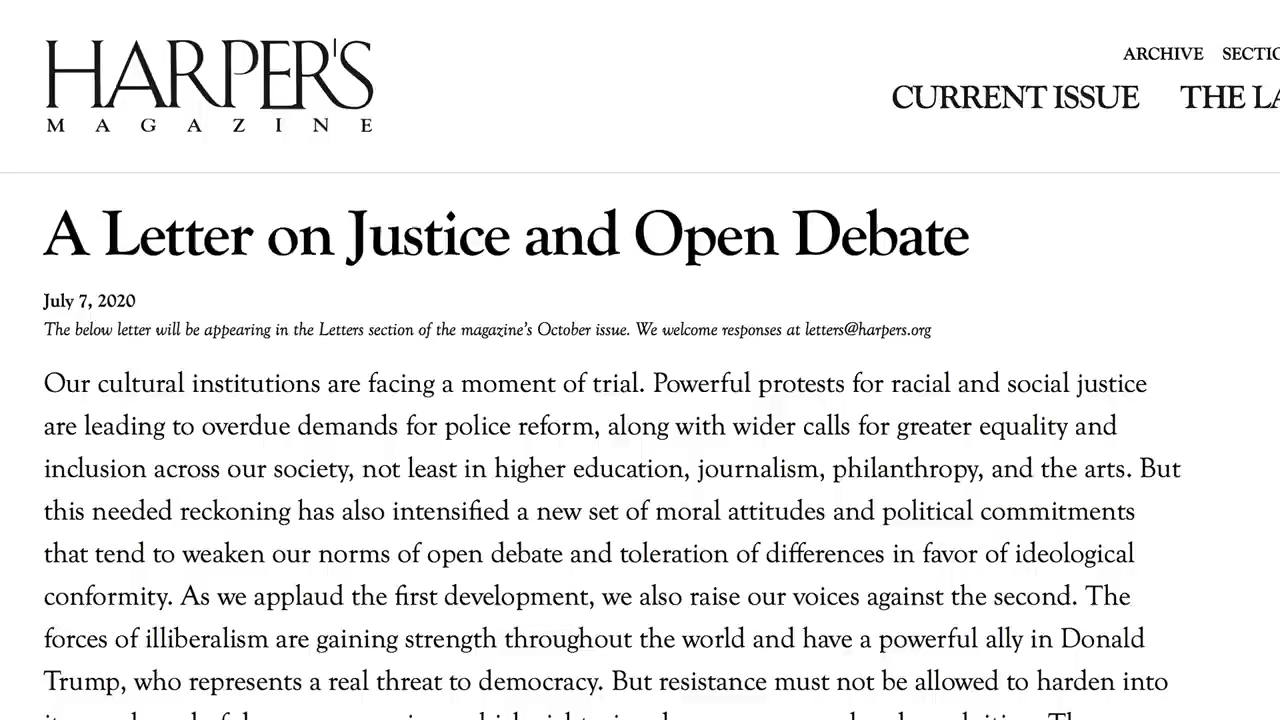 HARPER'S
MAGAZINE
ARCHIVE SECTIO
CURRENT ISSUE THE LA
A Letter on Justice and Open Debate
July 7, 2020
The below letter will be appearing in the Letters section of the magazine’s October issue. We welcome responses at letters@harpers.org
Our cultural institutions are facing a moment of trial. Powerful protests for racial and social justice
are leading to overdue demands for police reform, along with wider calls for greater equality and
inclusion across our society, not least in higher education, journalism, philanthropy, and the arts. But
this needed reckoning has also intensified a new set of moral attitudes and political commitments
that tend to weaken our norms of open debate and toleration of differences in favor of ideological
conformity. As we applaud the first development, we also raise our voices against the second. The
forces of illiberalism are gaining strength throughout the world and have a powerful ally in Donald
Trump, who represents a real threat to democracy. But resistance must not be allowed to harden into